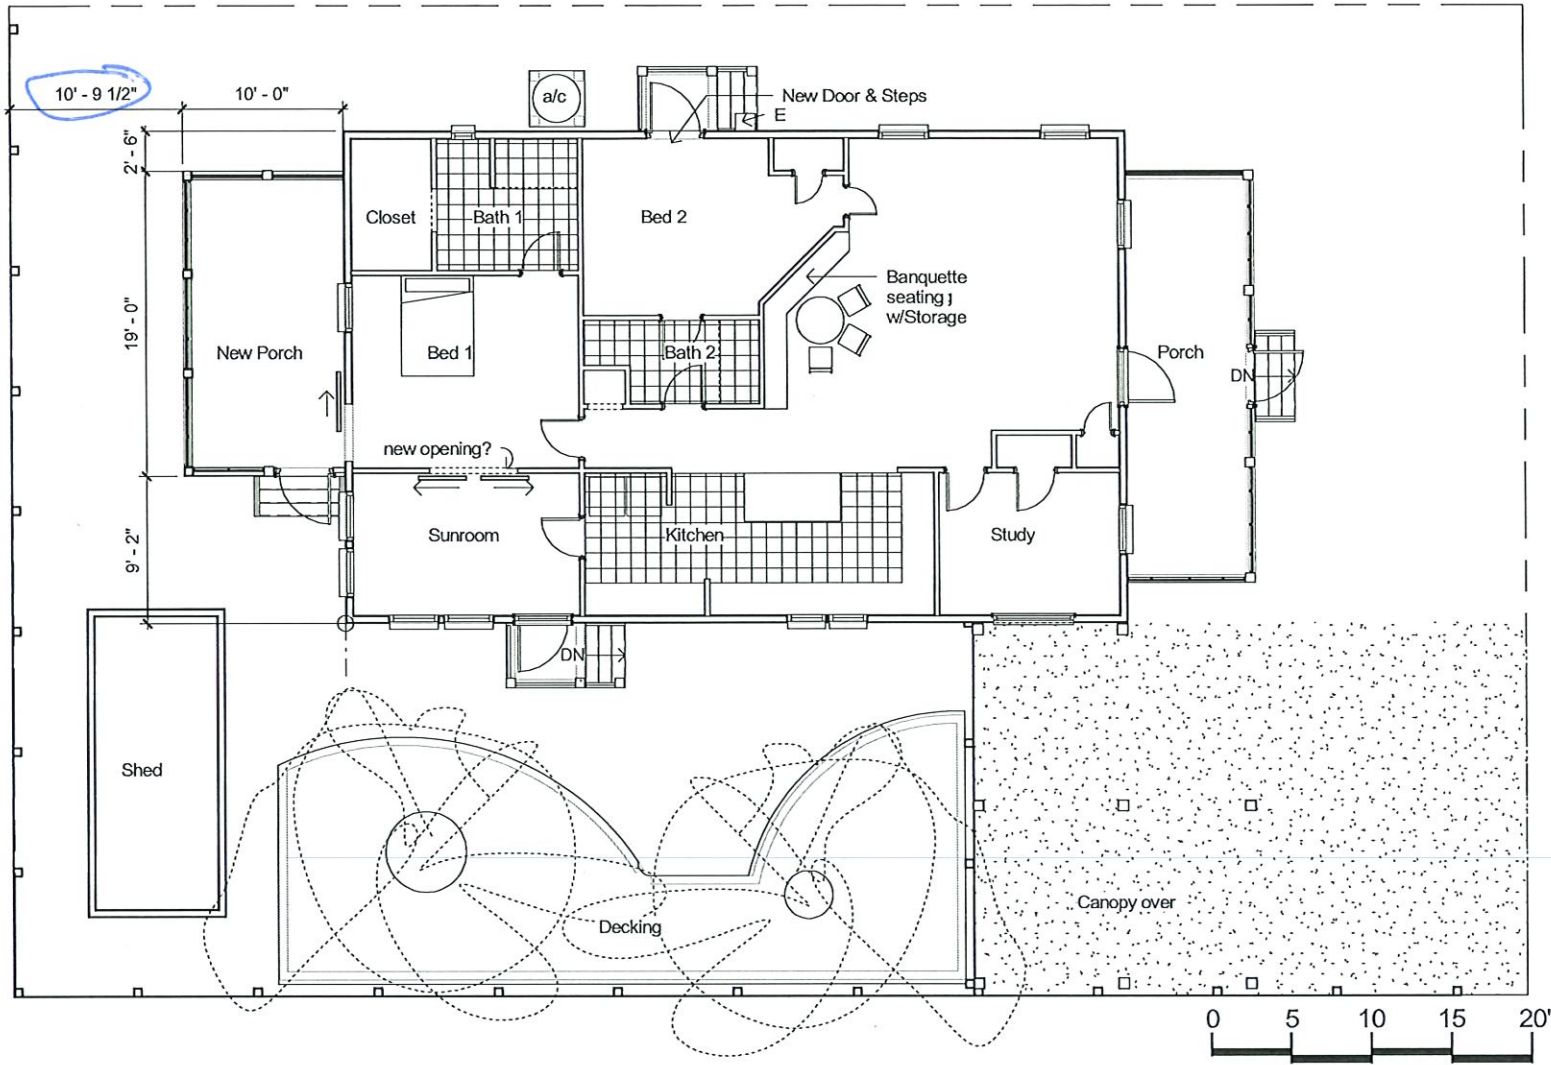 10' - 9 1/2"
10' - 0"
a/c
New Door & Steps
E
2' - 6"
Closet
Bath 1
Bed 2
Banquette
seating ;
w/Storage
19' - 0"
New Porch
Bed 1
Bath 2
Porch
DN
new opening?
9' - 2"
Sunroom
Kitchen
Study
DN
Shed
Canopy over
Decking
0 5 10 15 20'